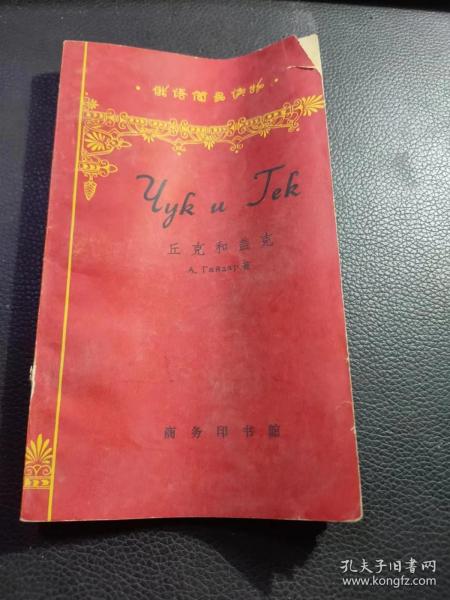 ·俄语简易读物·
Чук и Гек
丘克和盖克
А. Гайдар 著
商务印书館
孔夫子旧书网
www.kongfz.com